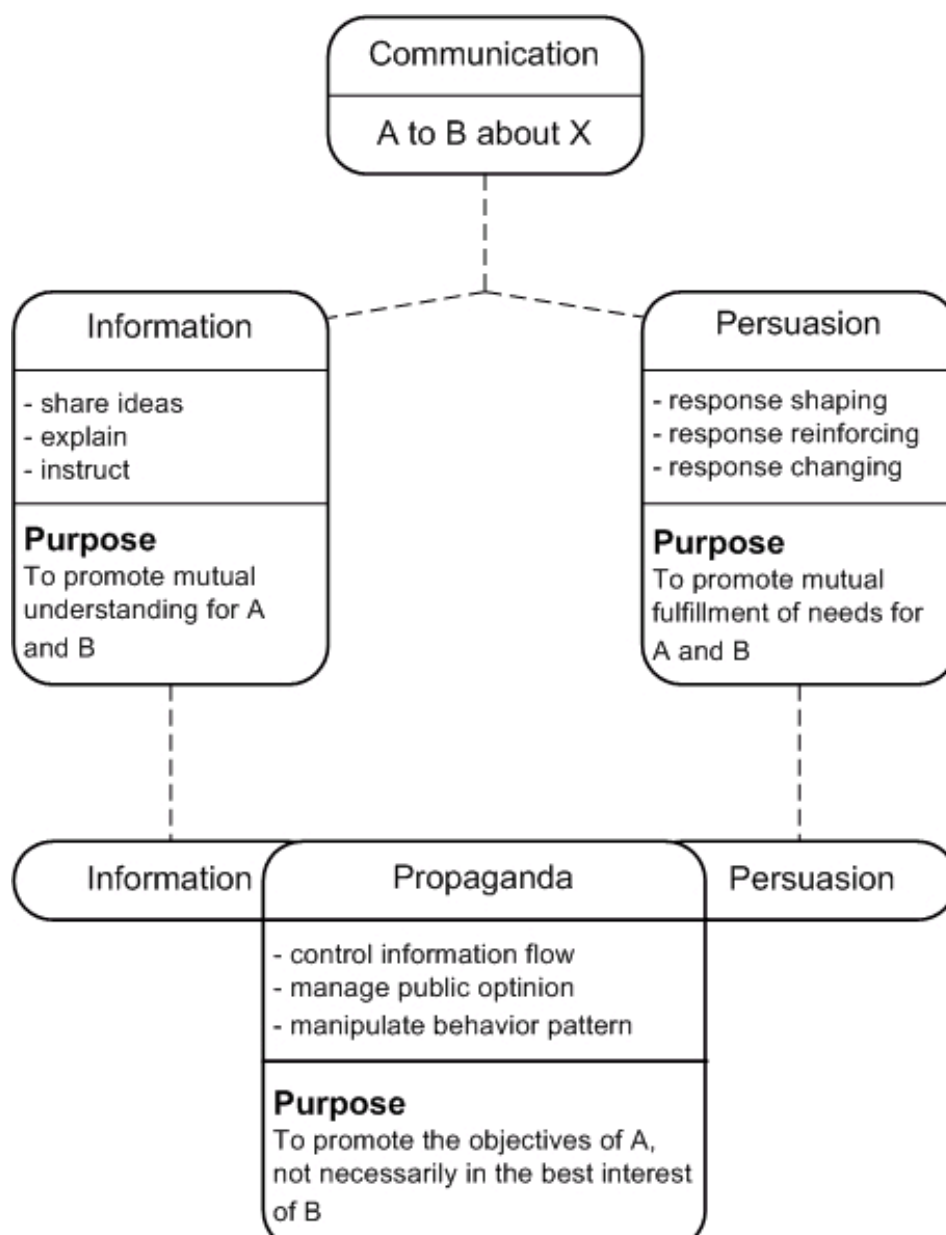 Communication
A to B about X
Information
- share ideas
- explain
- instruct
Purpose
To promote mutual
understanding for A
and B
Persuasion
- response shaping
- response reinforcing
- response changing
Purpose
To promote mutual
fulfillment of needs for
A and B
Information
Propaganda
Persuasion
- control information flow
- manage public optinion
- manipulate behavior pattern
Purpose
To promote the objectives of A,
not necessarily in the best interest
of B